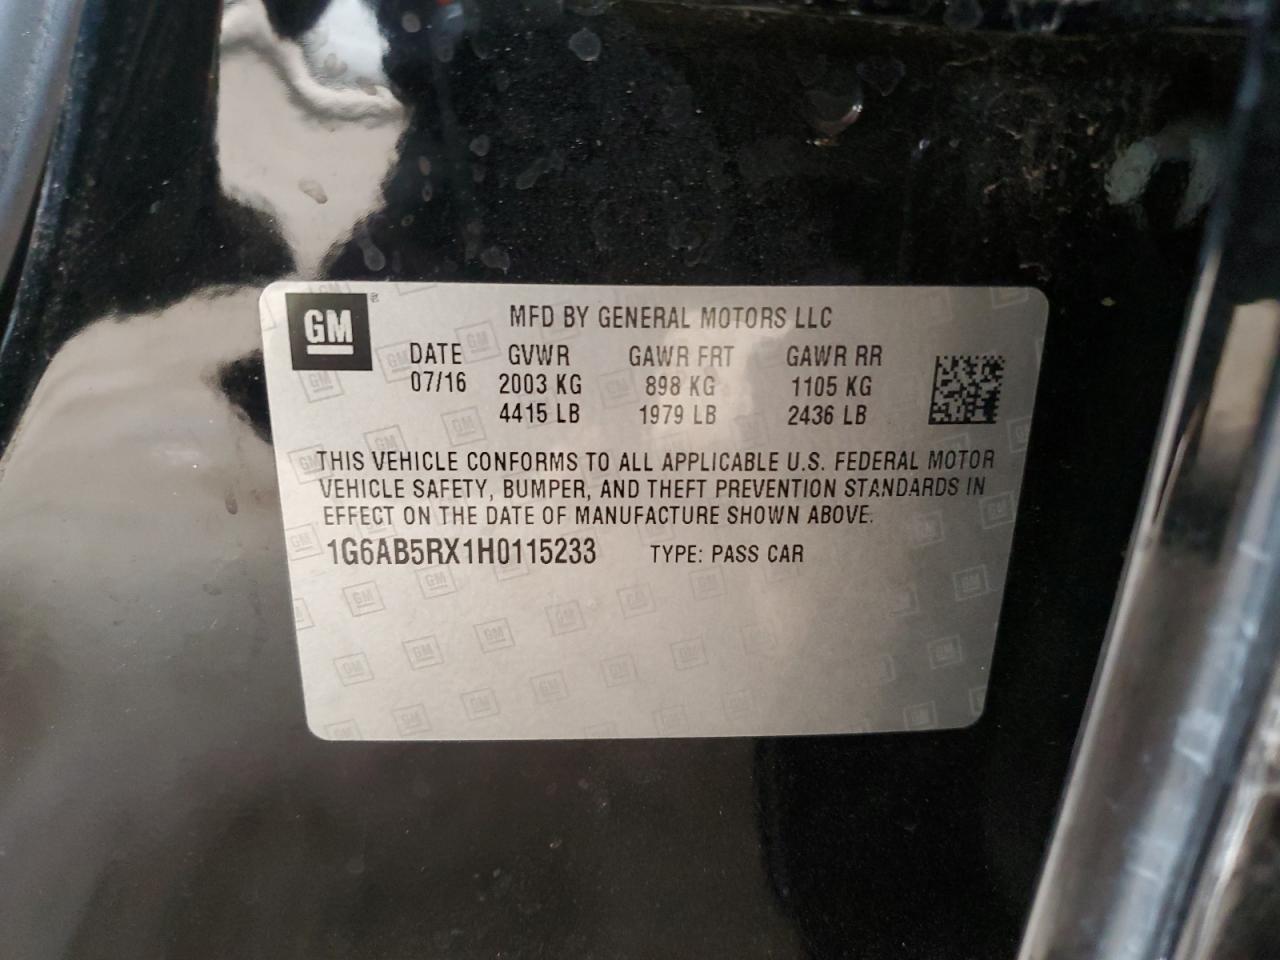 GM ®
MFD BY GENERAL MOTORS LLC
DATE GVWR GAWR FRT GAWR RR
07/16 2003 KG 898 KG 1105 KG
4415 LB 1979 LB 2436 LB
THIS VEHICLE CONFORMS TO ALL APPLICABLE U.S. FEDERAL MOTOR
VEHICLE SAFETY, BUMPER, AND THEFT PREVENTION STANDARDS IN
EFFECT ON THE DATE OF MANUFACTURE SHOWN ABOVE.
1G6AB5RX1H0115233 TYPE: PASS CAR